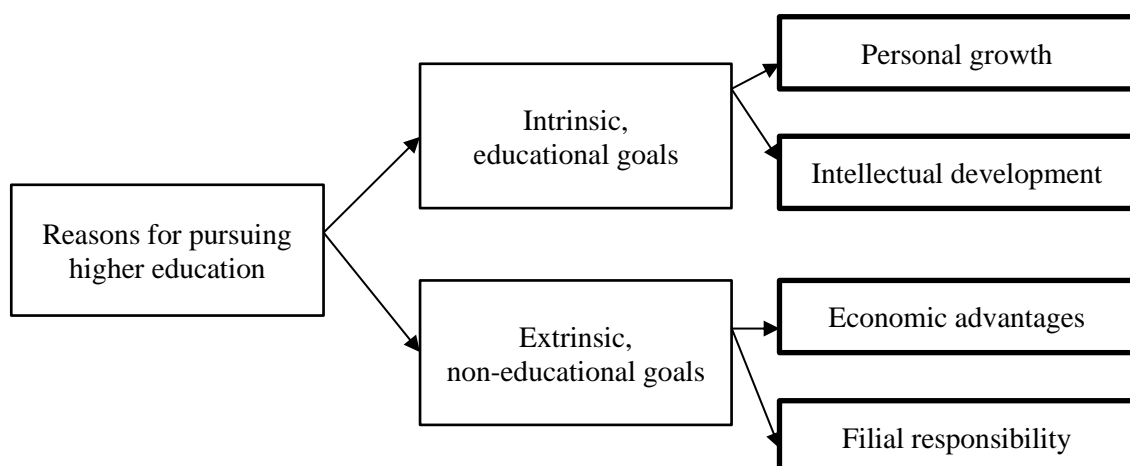 Reasons for pursuing
higher education
Intrinsic,
educational goals
Personal growth
Intellectual development
Extrinsic,
non-educational goals
Economic advantages
Filial responsibility